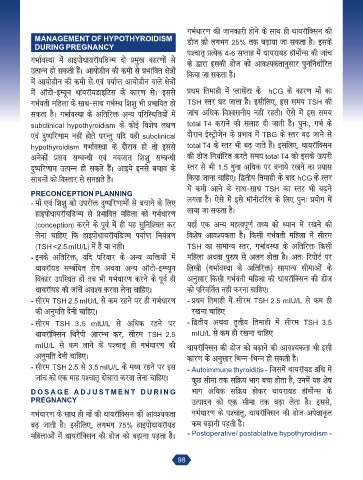 MANAGEMENT OF HYPOTHYROIDISM
DURING PREGNANCY
गर्भावस्था में हाइपोथायरॉयडिज्म दो प्रमुख कारणों से
उत्पन्न हो सकती हैं। आयोडीन की कमी से प्रभावित क्षेत्रों
में आयोडीन की कमी से एवं पर्याप्त आयोडीन वाले क्षेत्रों
में ऑटो-इम्यून थायरॉयडाइटिस के कारण से। इससे
गर्भवती महिला के साथ-साथ गर्भस्थ शिशु भी प्रभावित हो
सकता है। गर्भावस्था के अतिरिक्त अन्य परिस्थितियों में
subclinical hypothyroidism के कोई विशेष लक्षण
एवं दुष्परिणाम नहीं होते परन्तु यदि यही subclinical
hypothyroidism गर्भावस्था के दौरान हो तो इससे
अनेकों प्रसव सम्बन्धी एवं नवजात शिशु सम्बन्धी
दुष्परिणाम उत्पन्न हो सकते हैं। आइये इनसे बचाव के
साधनों को विस्तार से समझते हैं।
PRECONCEPTION PLANNING
- माँ एवं शिशु को उपरोक्त दुष्परिणामों से बचाने के लिए
हाइपोथायरॉयडिज्म से प्रभावित महिला को गर्भधारण
(conception) करने के पूर्व में ही यह सुनिश्चित कर
लेना चाहिए कि हाइपोथायरॉयडिज्म पर्याप्त नियंत्रण
(TSH <2.5 mIU/L) में हैं या नहीं।
- इनके अतिरिक्त, यदि परिवार के अन्य व्यक्तियों में
थायरॉयड सम्बंधित रोग अथवा अन्य ऑटो-इम्यून
विकार उपस्थित हों तब भी गर्भधारण करने के पूर्व ही
थायरॉयड की जांचें अवश्य करवा लेना चाहिए।
- सीरम TSH 2.5 mIU/L से कम रहने पर ही गर्भधारण
की अनुमति देनी चाहिए।
- सीरम TSH 3.5 mIU/L से अधिक रहने पर
थायरॉक्सिन थिरैपी आरम्भ कर, सीरम TSH 2.5
mIU/L से कम लाने के पश्चातु ही गर्भधारण की
अनुमति देनी चाहिए।
- सीरम TSH 2.5 से 3.5 mIU/L के मध्य रहने पर इस
जांच को एक माह पश्चातु दोबारा करवा लेना चाहिए।
DOSAGE ADJUSTMENT DURING
PREGNANCY
गर्भधारण के साथ ही माँ की थायरॉक्सिन की आवश्यकता
बढ़ जाती है। इसीलिए, लगभग 75% हाइपोथायरॉयड
महिलाओं में थायरॉक्सिन की डोज को बढ़ाना पड़ता है।
गर्भधारण की जानकारी होने के साथ ही थायरॉक्सिन की
डोज को लगभग 25% तक बढ़ाया जा सकता है। इसके
पश्चातु प्रत्येक 4-6 सप्ताह में थायरायड हॉर्मोन्स की जांच
के द्वारा इसकी डोज को आवश्यकतानुसार पुनर्निर्धारित
किया जा सकता है।
प्रथम तिमाही में प्लासेंटा के hCG के कारण माँ का
TSH स्तर घट जाता है। इसीलिए, इस समय TSH की
जांच अधिक विश्वसनीय नहीं रहती। ऐसे में इस समय
total T4 कराने की सलाह दी जाती है। पुनः, गर्भ के
दौरान ईस्ट्रोजेन के प्रभाव में TBG के स्तर बढ़ जाने से
total T4 के स्तर भी बढ़ जाते हैं। इसलिए, थायरॉक्सिन
की डोज निर्धारित करते समय total T4 को इसके ऊपरी
स्तर से भी 1.5 गुना अधिक पर बनाये रखने का प्रयास
किया जाना चाहिए। द्वितीय तिमाही के बाद hCG के स्तर
में कमी आने के साथ-साथ TSH का स्तर भी बढ़ने
लगता है। ऐसे में इसे मॉनीटरिंग के लिए पुनः प्रयोग में
लाया जा सकता है।
यहाँ एक अन्य महत्वपूर्ण तथ्य को ध्यान में रखने की
विशेष आवश्यकता है। किसी गर्भवती महिला में सीरम
TSH का सामान्य स्तर, गर्भावस्था के अतिरिक्त किसी
महिला अथवा पुरुष से अलग होता है। अतः रिपोर्ट पर
लिखी (गर्भावस्था के अतिरिक्त) सामान्य सीमाओं के
अनुसार किसी गर्भवती महिला की थायरॉक्सिन की डोज
को परिवर्तित नहीं करना चाहिए।
- प्रथम तिमाही में सीरम TSH 2.5 mIU/L से कम ही
रखना चाहिए
- द्वितीय अथवा तृतीय तिमाही में सीरम TSH 3.5
mIU/L से कम ही रखना चाहिए
थायरॉक्सिन की डोज को बढ़ाने की आवश्यकता भी इसी
कारण के अनुसार भिन्न-भिन्न हो सकती है।
- Autoimmune thyroiditis - जिसमें थायरॉयड ग्रंथि में
कुछ सीमा तक सक्रिय भाग बचा होता है, उनमें यह शेष
भाग अधिक सक्रिय होकर थायरायड हॉर्मोन्स के
उत्पादन को एक सीमा तक बढ़ा लेता है। इससे,
गर्भधारण के पश्चातु, थायरॉक्सिन की डोज अपेक्षाकृत
कम बढ़ानी पड़ती है।
- Postoperative/ postablative hypothyroidism -
98